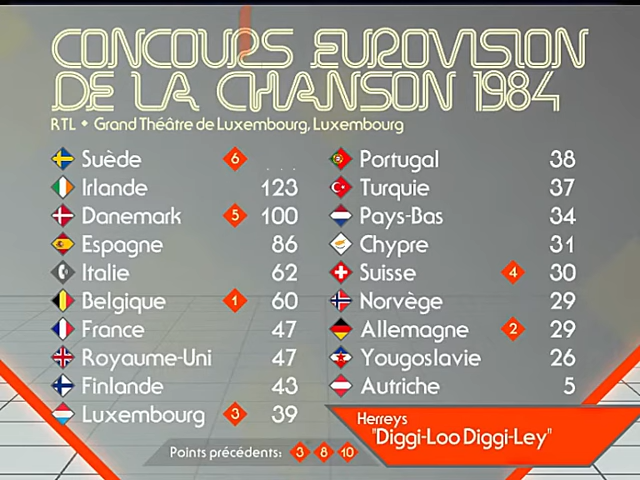 CONCOURS EUROVISION
DE LA CHANSON 1984
RTL ◆ Grand Théâtre de Luxembourg, Luxembourg
Suède 6
Irlande 123
Danemark 5 100
Espagne 86
Italie 62
Belgique 1 60
France 47
Royaume-Uni 47
Finlande 43
Luxembourg 3 39
Portugal 38
Turquie 37
Pays-Bas 34
Chypre 31
Suisse 4 30
Norvège 29
Allemagne 2 29
Yougoslavie 26
Autriche 5
Herreys
"Diggi-Loo Diggi-Ley"
Points précédents: 3 8 10